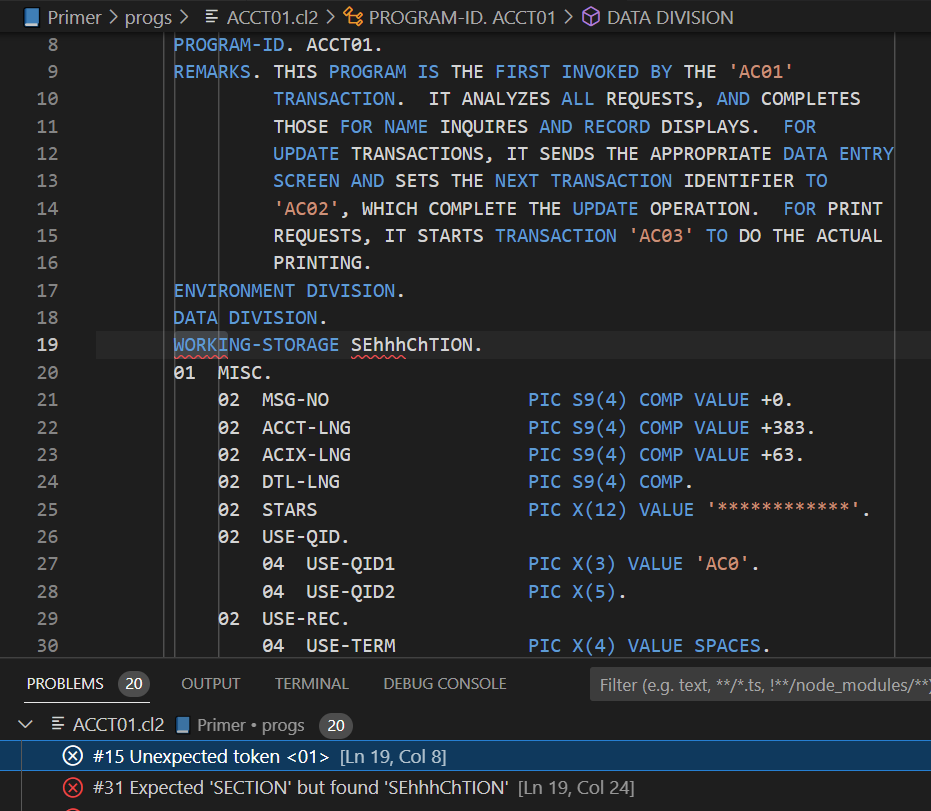 Primer > progs > ACCT01.cl2 > PROGRAM-ID. ACCT01 > DATA DIVISION
8 PROGRAM-ID. ACCT01.
9 REMARKS. THIS PROGRAM IS THE FIRST INVOKED BY THE 'AC01'
10 TRANSACTION.  IT ANALYZES ALL REQUESTS, AND COMPLETES
11 THOSE FOR NAME INQUIRES AND RECORD DISPLAYS.  FOR
12 UPDATE TRANSACTIONS, IT SENDS THE APPROPRIATE DATA ENTRY
13 SCREEN AND SETS THE NEXT TRANSACTION IDENTIFIER TO
14 'AC02', WHICH COMPLETE THE UPDATE OPERATION.  FOR PRINT
15 REQUESTS, IT STARTS TRANSACTION 'AC03' TO DO THE ACTUAL
16 PRINTING.
17 ENVIRONMENT DIVISION.
18 DATA DIVISION.
19 WORKING-STORAGE SEhhhChTION.
20 01  MISC.
21 02  MSG-NO PIC S9(4) COMP VALUE +0.
22 02  ACCT-LNG PIC S9(4) COMP VALUE +383.
23 02  ACIX-LNG PIC S9(4) COMP VALUE +63.
24 02  DTL-LNG PIC S9(4) COMP.
25 02  STARS PIC X(12) VALUE '************'.
26 02  USE-QID.
27 04  USE-QID1 PIC X(3) VALUE 'AC0'.
28 04  USE-QID2 PIC X(5).
29 02  USE-REC.
30 04  USE-TERM PIC X(4) VALUE SPACES.
PROBLEMS 20 OUTPUT TERMINAL DEBUG CONSOLE Filter (e.g. text, **/*.ts, !**/node_modules/**)
ACCT01.cl2 Primer • progs 20
#15 Unexpected token <01> [Ln 19, Col 8]
#31 Expected 'SECTION' but found 'SEhhhChTION' [Ln 19, Col 24]